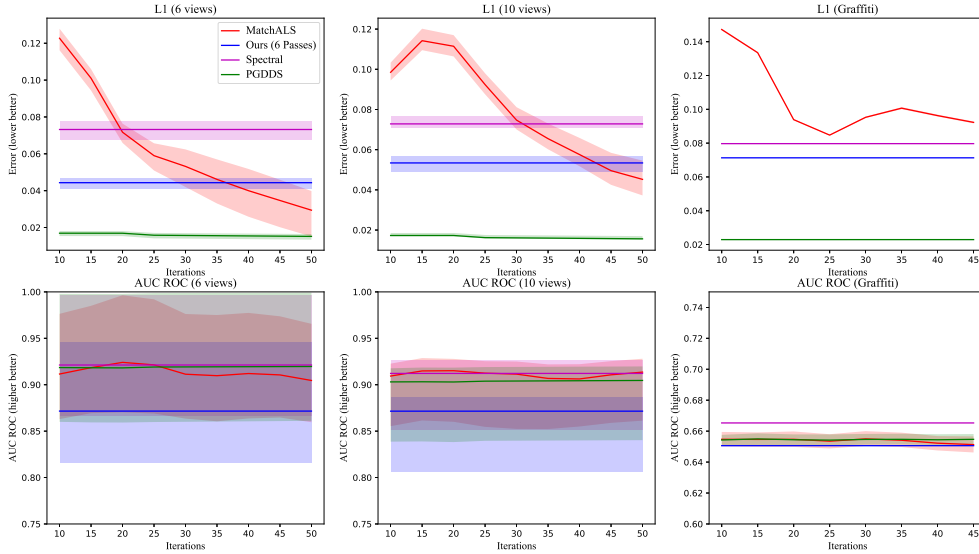 L1 (6 views)
L1 (10 views)
L1 (Graffiti)
Error (lower better)
0.12
0.10
0.08
0.06
0.04
0.02
MatchALS
Ours (6 Passes)
Spectral
PGDDS
10 15 20 25 30 35 40 45 50
Iterations
Error (lower better)
0.12
0.10
0.08
0.06
0.04
0.02
10 15 20 25 30 35 40 45 50
Iterations
Error (lower better)
0.14
0.12
0.10
0.08
0.06
0.04
0.02
10 15 20 25 30 35 40 45
AUC ROC (6 views)
AUC ROC (10 views)
AUC ROC (Graffiti)
AUC ROC (higher better)
1.00
0.95
0.90
0.85
0.80
0.75
10 15 20 25 30 35 40 45 50
Iterations
AUC ROC (higher better)
1.00
0.95
0.90
0.85
0.80
0.75
10 15 20 25 30 35 40 45 50
Iterations
AUC ROC (higher better)
0.74
0.72
0.70
0.68
0.66
0.64
0.62
0.60
10 15 20 25 30 35 40 45
Iterations